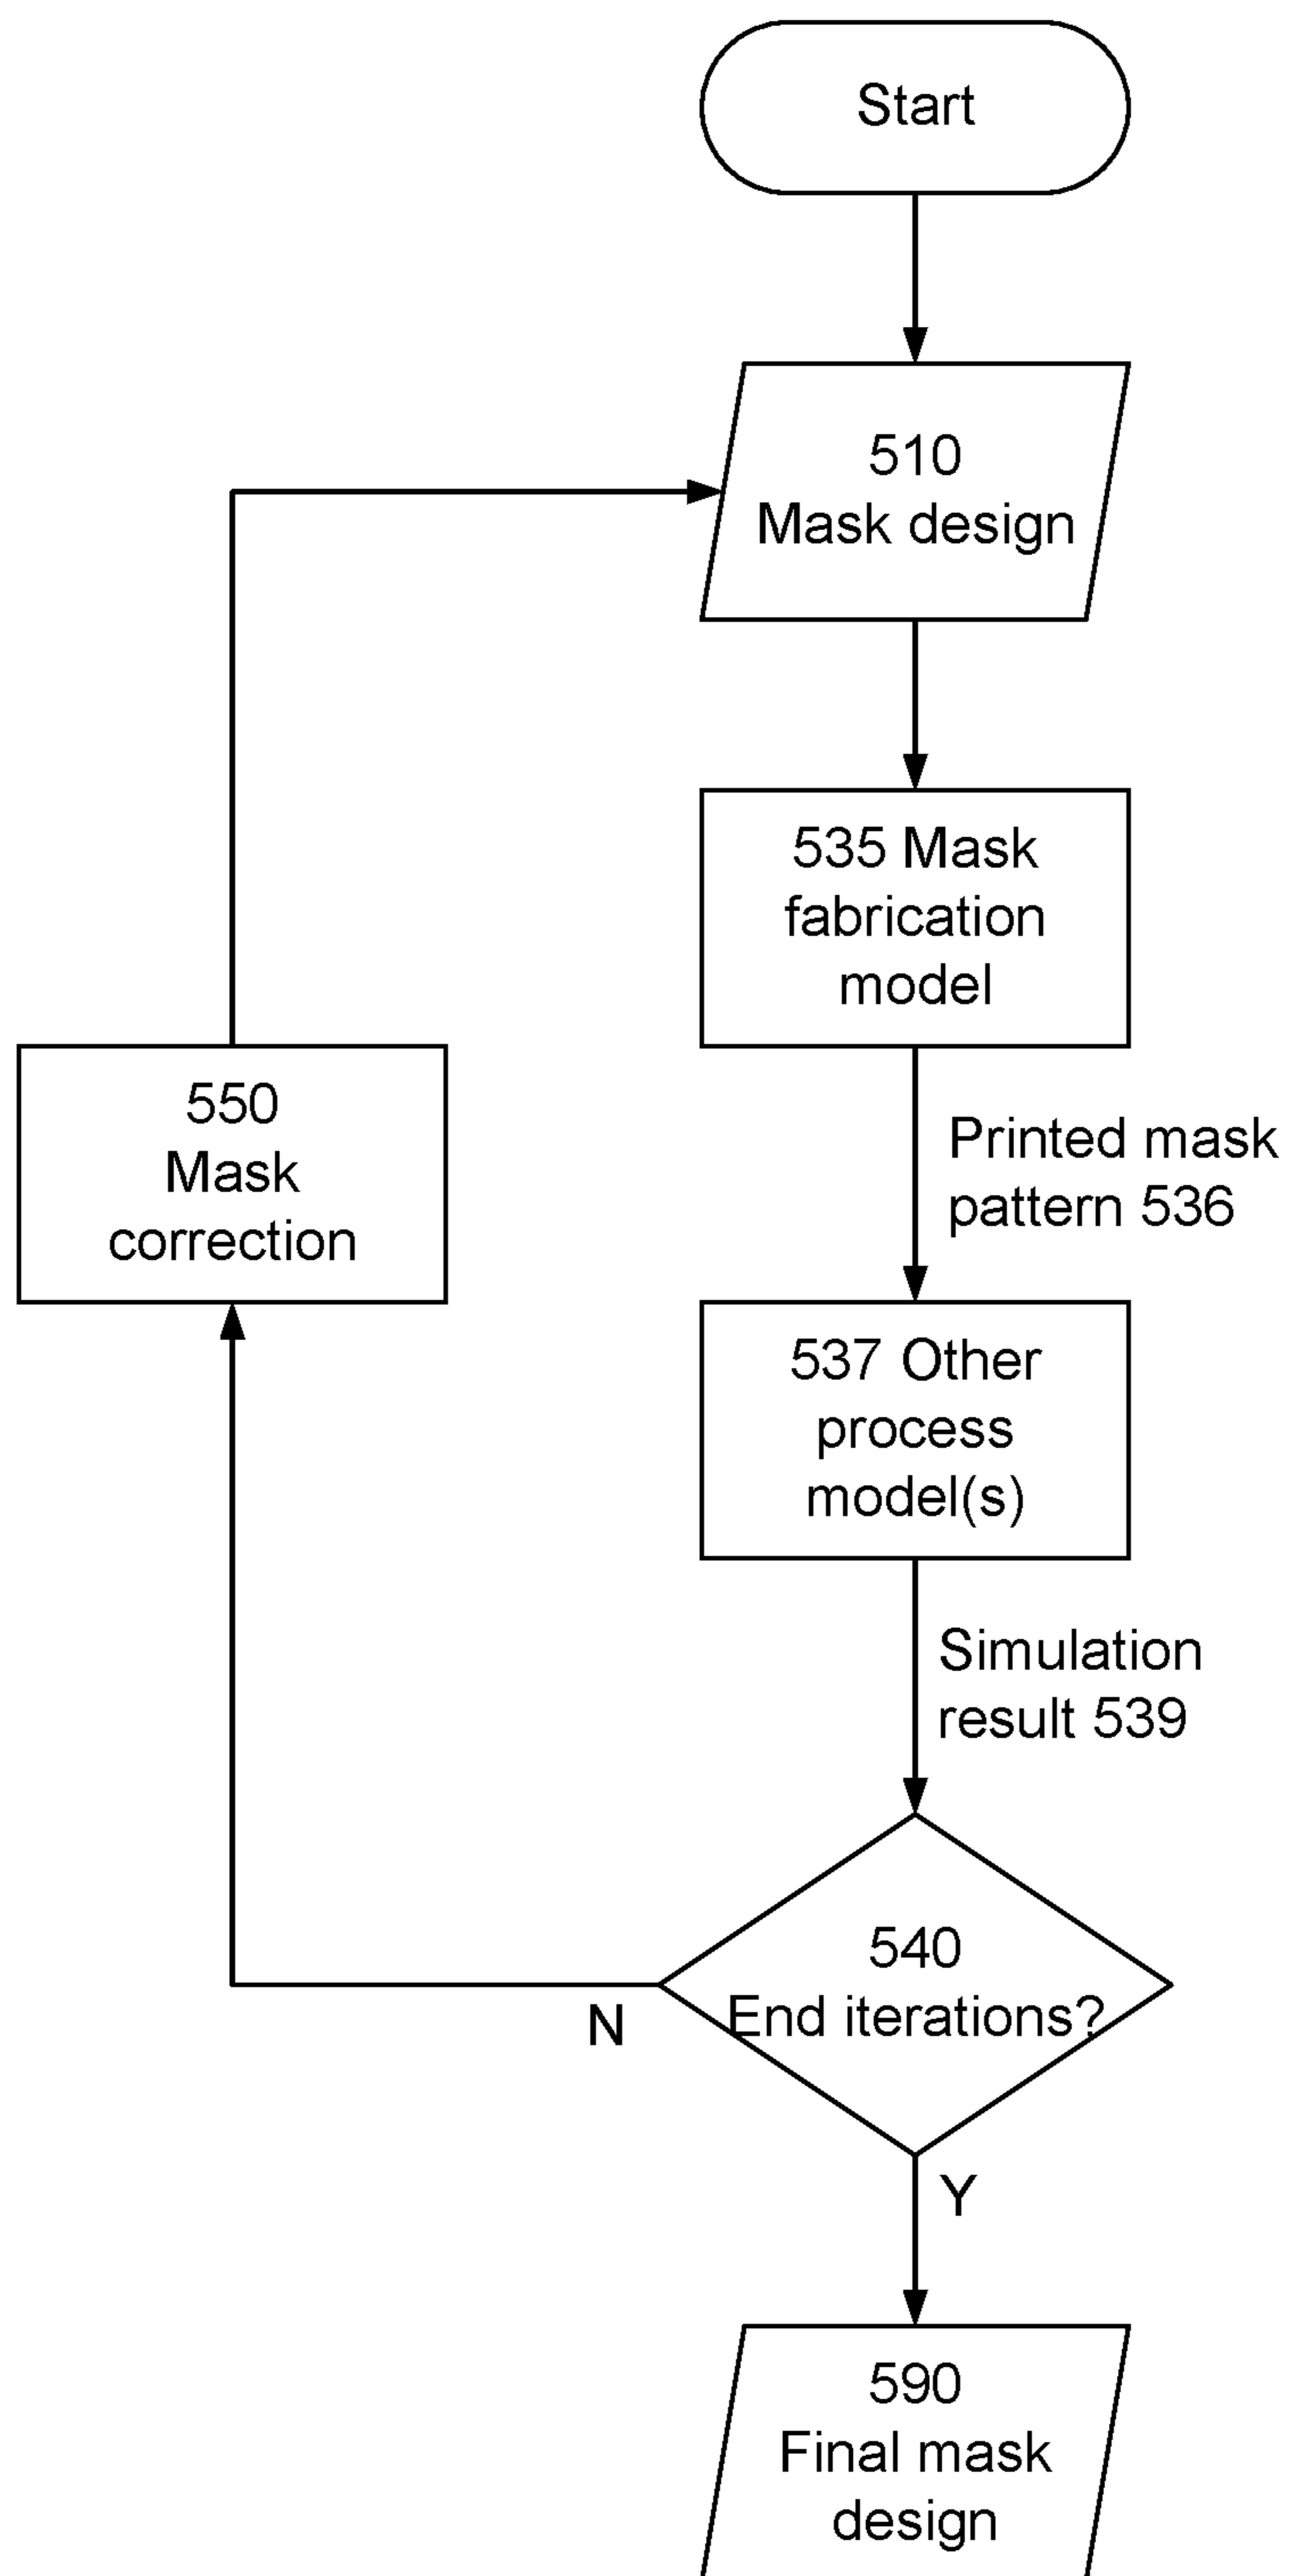 Start
510
Mask design
535 Mask
fabrication
model
Printed mask
pattern 536
550
Mask
correction
537 Other
process
model(s)
Simulation
result 539
540
End iterations?
N
Y
590
Final mask
design